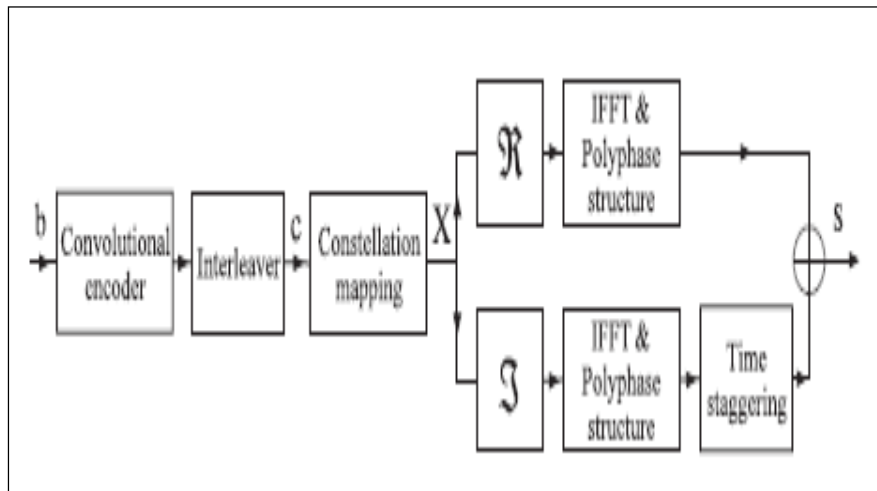 b
Convolutional
encoder
Interleaver
c
Constellation
mapping
X
ℜ
IFFT &
Polyphase
structure
S
ℑ
IFFT &
Polyphase
structure
Time
staggering